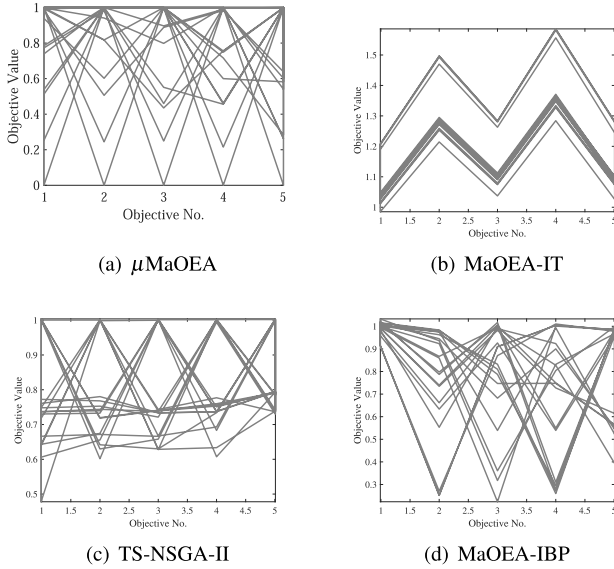 1
0.8
0.6
0.4
0.2
0
Objective Value
1 2 3 4 5
Objective No.
(a) μMaOEA
1.5
1.4
1.3
1.2
1.1
1
Objective Value
1 1.5 2 2.5 3 3.5 4 4.5 5
Objective No.
(b) MaOEA-IT
1
0.9
0.8
0.7
0.6
0.5
Objective Value
1 1.5 2 2.5 3 3.5 4 4.5 5
Objective No.
(c) TS-NSGA-II
1
0.9
0.8
0.7
0.6
0.5
0.4
0.3
Objective Value
1 1.5 2 2.5 3 3.5 4 4.5 5
Objective No.
(d) MaOEA-IBP